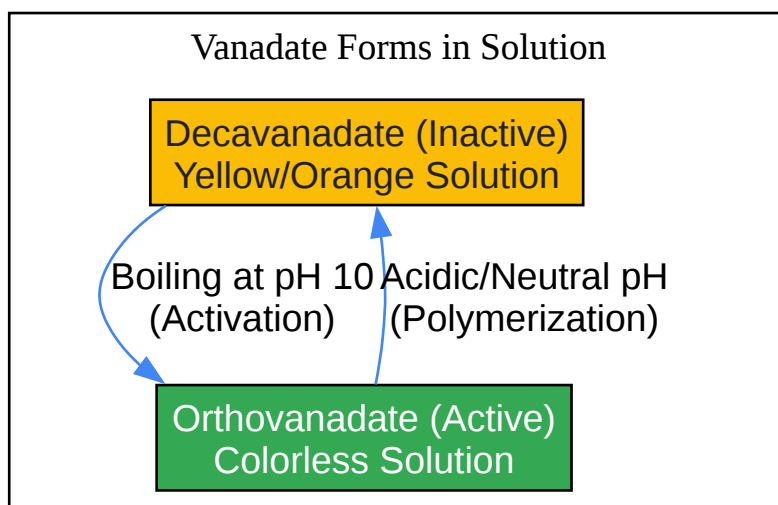 Vanadate Forms in Solution
Decavanadate (Inactive)
Yellow/Orange Solution
Boiling at pH 10
(Activation)
Acidic/Neutral pH
(Polymerization)
Orthovanadate (Active)
Colorless Solution